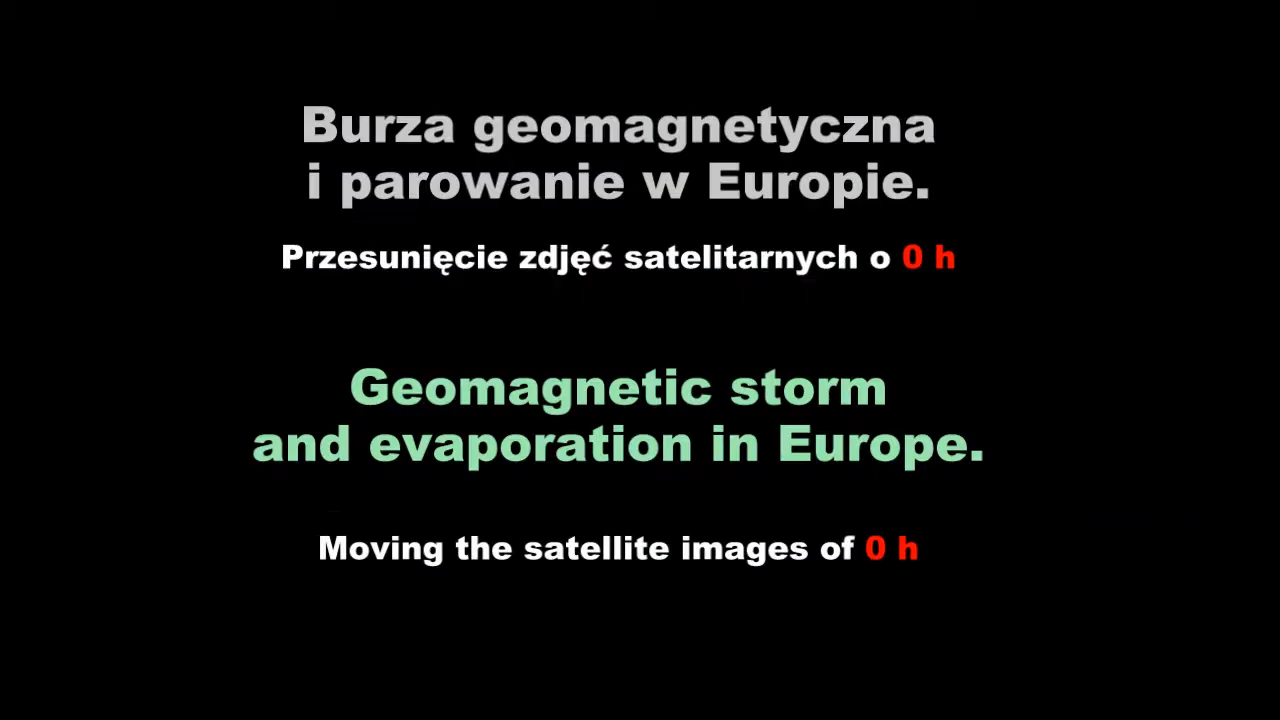 Burza geomagnetyczna
i parowanie w Europie.
Przesunięcie zdjęć satelitarnych o 0 h
Geomagnetic storm
and evaporation in Europe.
Moving the satellite images of 0 h